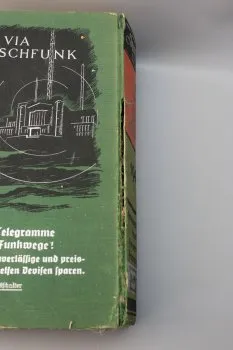 VIA
SCHFUNK
Telegramme
Funkwege!
verlässige und preis-
elfen Devisen sparen.